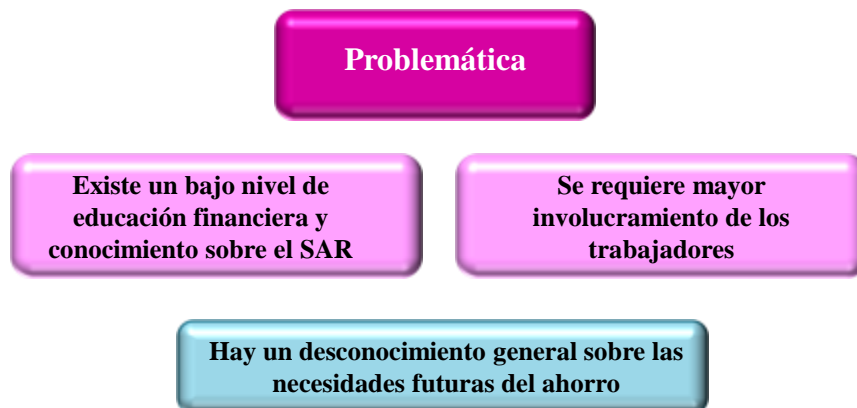 Problemática
Existe un bajo nivel de
educación financiera y
conocimiento sobre el SAR
Se requiere mayor
involucramiento de los
trabajadores
Hay un desconocimiento general sobre las
necesidades futuras del ahorro